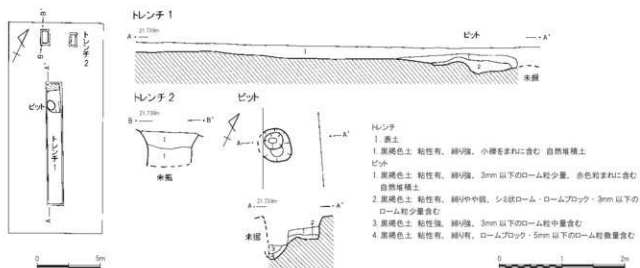 トレンチ 1
A
21.739m
ピット
A'
1
2
未掘
B
B'
トレンチ 2
A'
ピット
トレンチ 1
A
0 5m
トレンチ 2
B
21.739m
B'
1
1
未掘
ピット
A
A'
21.739m
A
A'
未掘
2
トレンチ
Ⅰ. 表土
1. 黒褐色土 粘性有、 締り強、 小礫をまれに含む 自然堆積土
ピット
1. 黒褐色土 粘性有、 締り強、 3mm 以下のローム粒少量、 赤色粒まれに含む
自然堆積土
2. 黒褐色土 粘性有、 締りやや弱、 シミ状ローム・ロームブロック・3mm 以下の
ローム粒少量含む
3. 黒褐色土 粘性強、 締り強、 3mm 以下のローム粒中量含む
4. 黒褐色土 粘性有、 締り有、 ロームブロック・5mm 以下のローム粒微量含む
0 1 2m